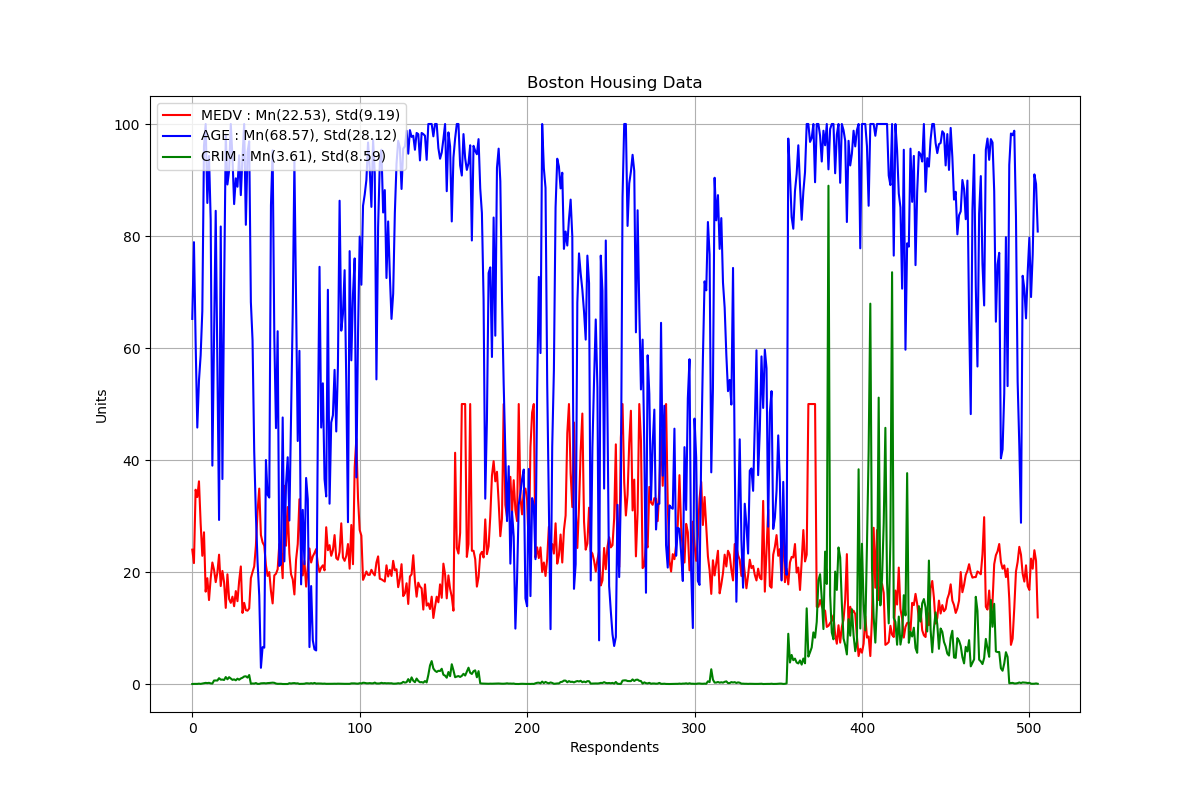 Boston Housing Data
MEDV : Mn(22.53), Std(9.19)
AGE : Mn(68.57), Std(28.12)
CRIM : Mn(3.61), Std(8.59)
100
80
60
40
20
0
Units
0 100 200 300 400 500
Respondents